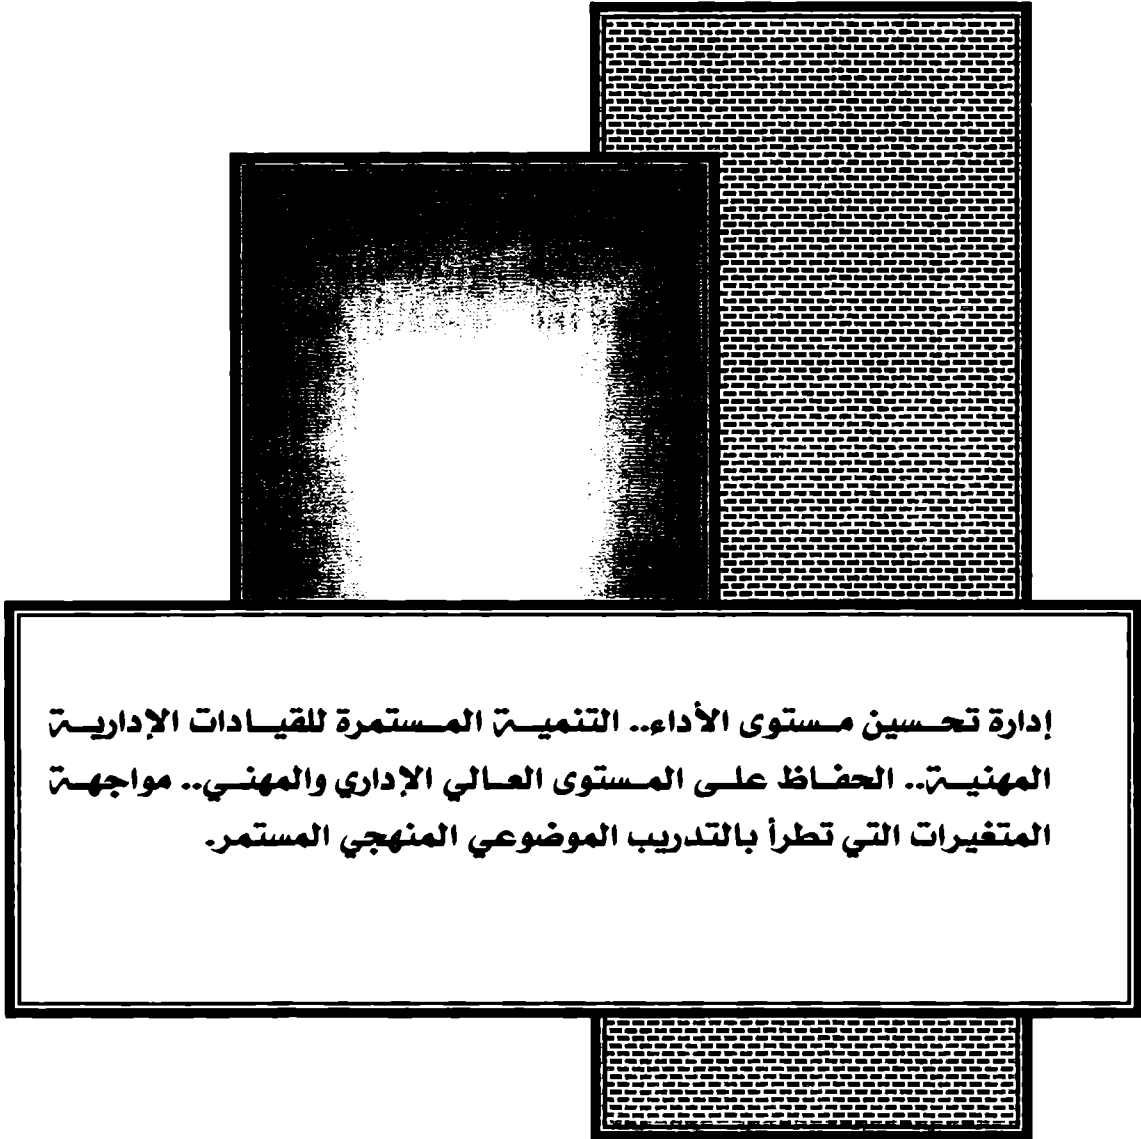 إدارة تحسين مستوى الأداء.. التنمية المستمرة للقيادات الإدارية
المهنية.. الحفاظ على المستوى العالي الإداري والمهني.. مواجهة
المتغيرات التي تطرأ بالتدريب الموضوعي المنهجي المستمر.